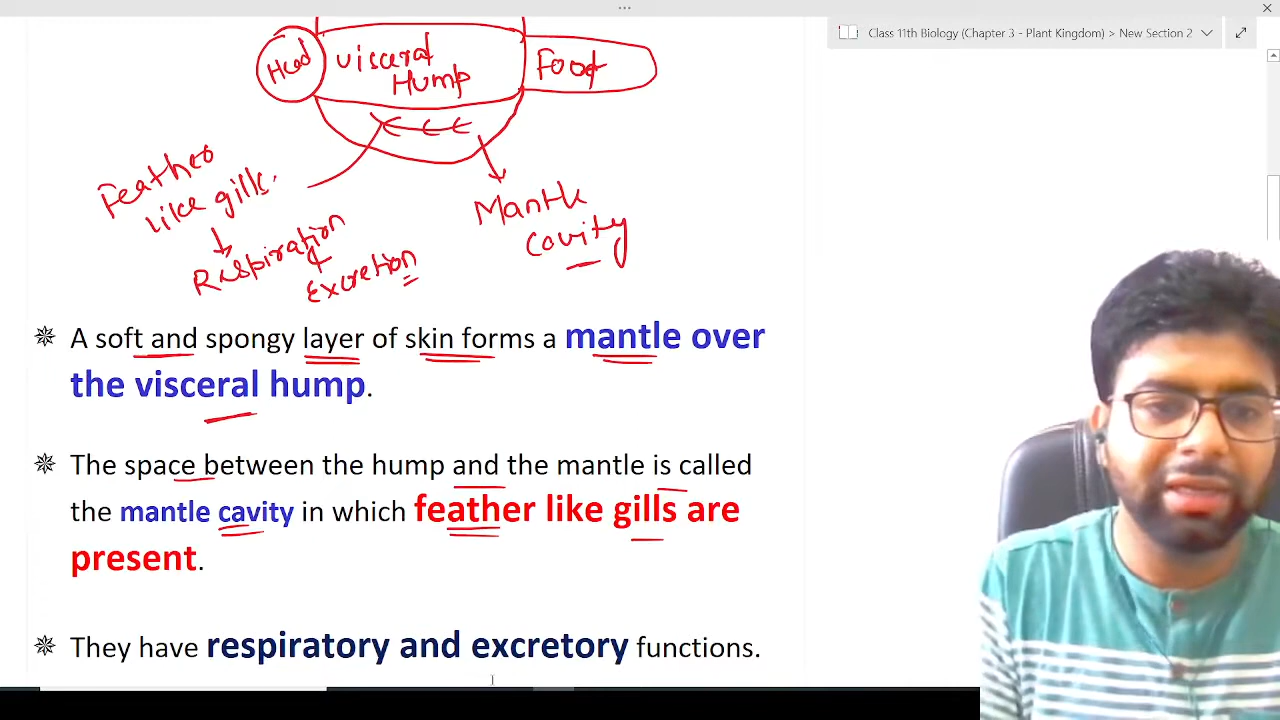 Class 11th Biology (Chapter 3 - Plant Kingdom) > New Section 2
Head
visceral
Hump
Foot
Feather
like gills.
Respiration
+
Excretion
Mantle
Cavity
A soft and spongy layer of skin forms a mantle over
the visceral hump.
The space between the hump and the mantle is called
the mantle cavity in which feather like gills are
present.
They have respiratory and excretory functions.